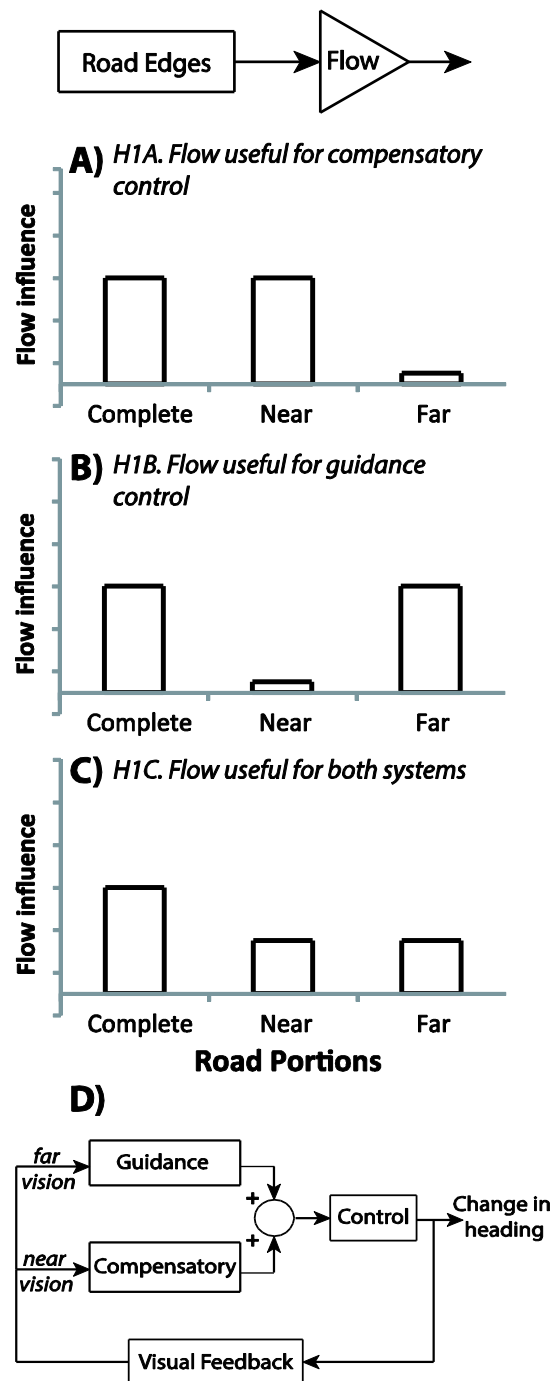 Road Edges
Flow
A) H1A. Flow useful for compensatory
control
Flow influence
Complete
Near
Far
B) H1B. Flow useful for guidance
control
Flow influence
Complete
Near
Far
C) H1C. Flow useful for both systems
Flow influence
Complete
Near
Far
Road Portions
D)
far
vision
Guidance
+
+
Control
Change in
heading
near
vision
Compensatory
Visual Feedback